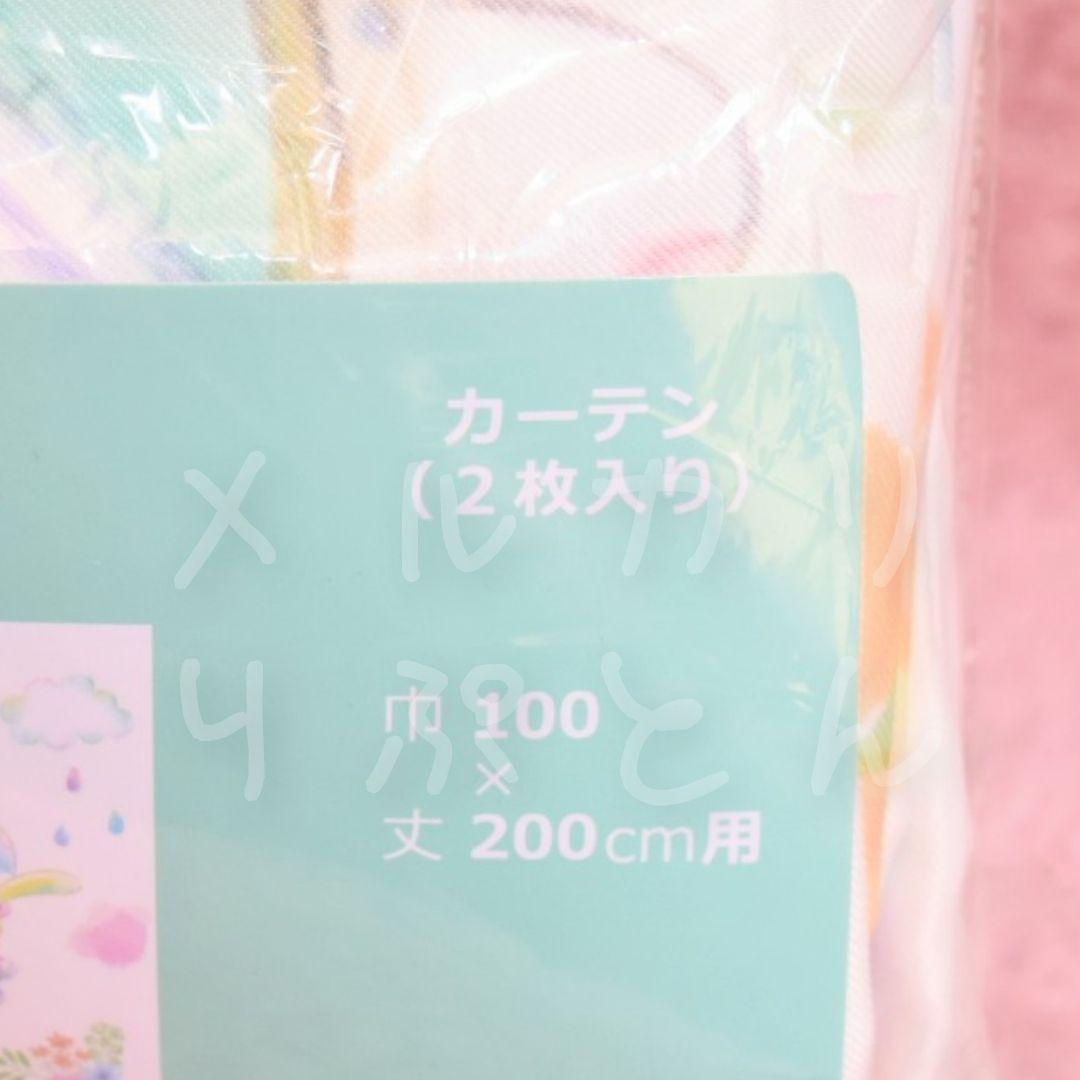 カーテン
（2枚入り）
メルカリ
りぷとん
巾 100
×
丈 200cm用